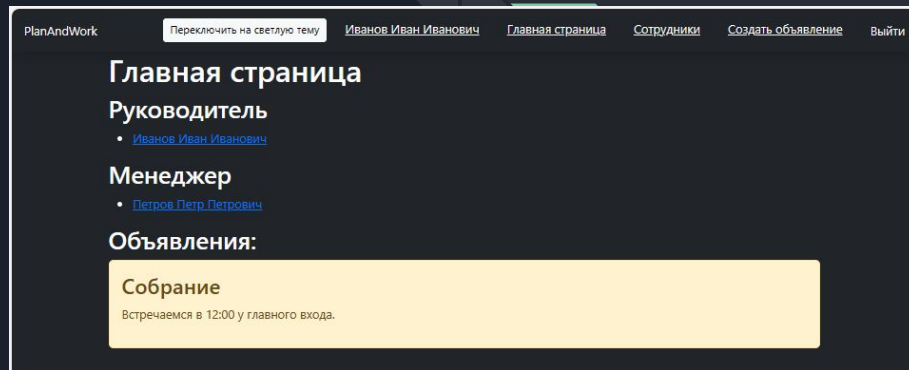 PlanAndWork Переключить на светлую тему Иванов Иван Иванович Главная страница Сотрудники Создать объявление Выйти
Главная страница
Руководитель
Иванов Иван Иванович
Менеджер
Петров Петр Петрович
Объявления:
Собрание
Встречаемся в 12:00 у главного входа.